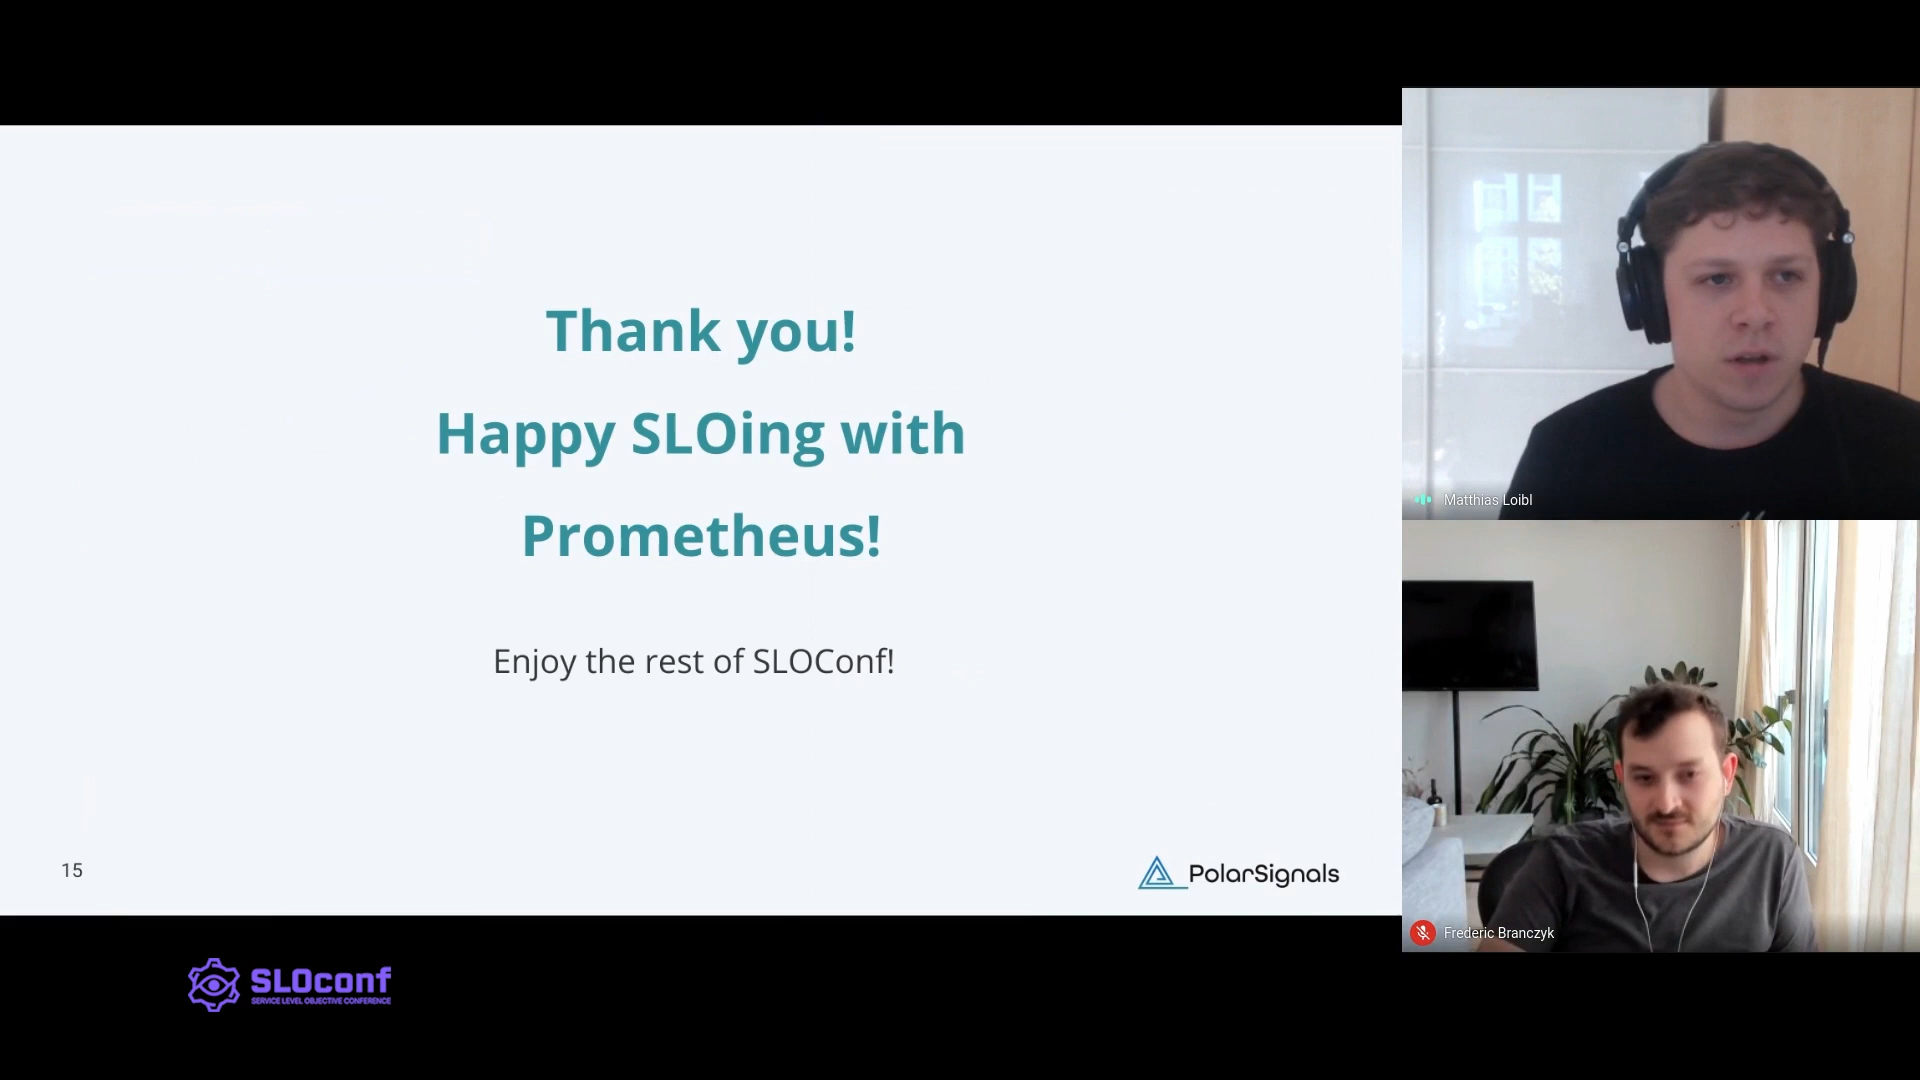 Thank you!
Happy SLOing with
Prometheus!
Enjoy the rest of SLOConf!
15
PolarSignals
Matthias Loibl
Frederic Branczyk
SLOconf
SERVICE LEVEL OBJECTIVE CONFERENCE